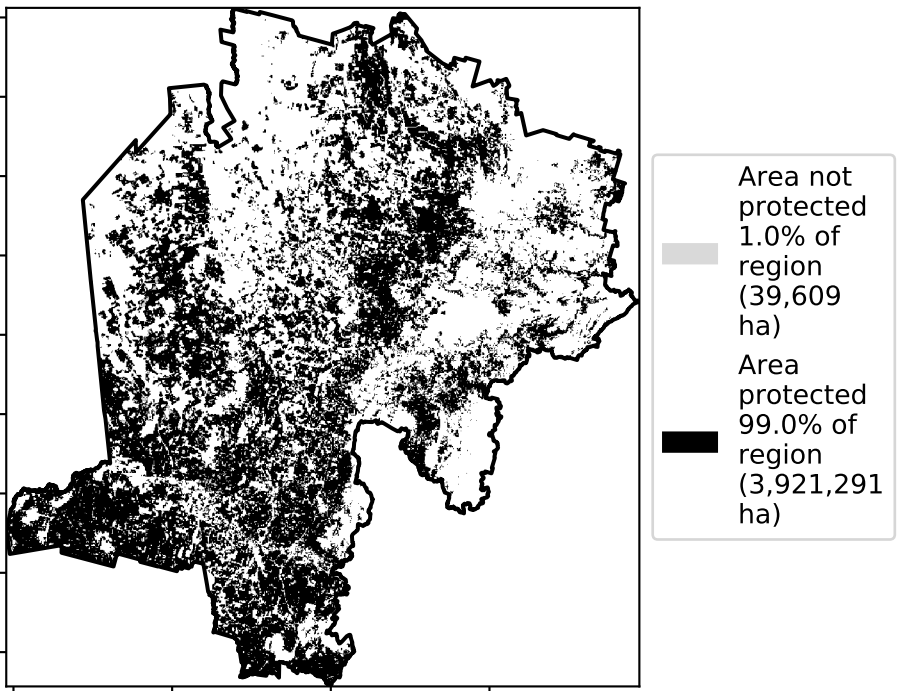 Area not
protected
1.0% of
region
(39,609
ha)
Area
protected
99.0% of
region
(3,921,291
ha)